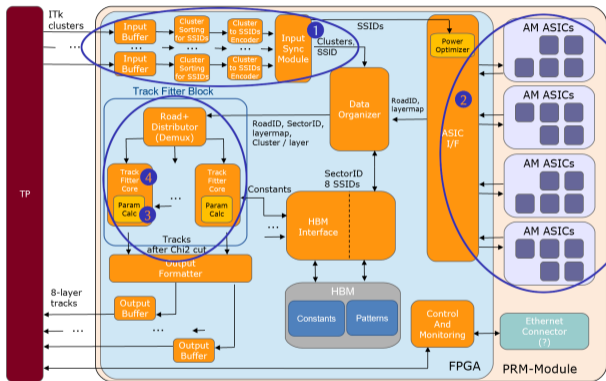 ITk
clusters
Input
Buffer
Cluster
Sorting
for SSIDs
Cluster
to SSIDs
Encoder
Input
Sync
Module
1
SSIDs
Clusters,
SSID
...
...
...
Input
Buffer
Cluster
Sorting
for SSIDs
Cluster
to SSIDs
Encoder
Power
Optimizer
AM ASICs
Track Fitter Block
Data
Organizer
RoadID,
layermap
2
ASIC
I/F
AM ASICs
Road+
Distributor
(Demux)
RoadID, SectorID,
layermap,
Cluster / layer
TP
Track
Fitter
Core
4
Param
Calc
3
...
Track
Fitter
Core
Param
Calc
Constants
...
SectorID
8 SSIDs
AM ASICs
HBM
Interface
AM ASICs
Tracks
after Chi2 cut
Output
Formatter
8-layer
tracks
Output
Buffer
HBM
Constants
Patterns
...
...
Output
Buffer
Control
And
Monitoring
Ethernet
Connector
(?)
FPGA
PRM-Module